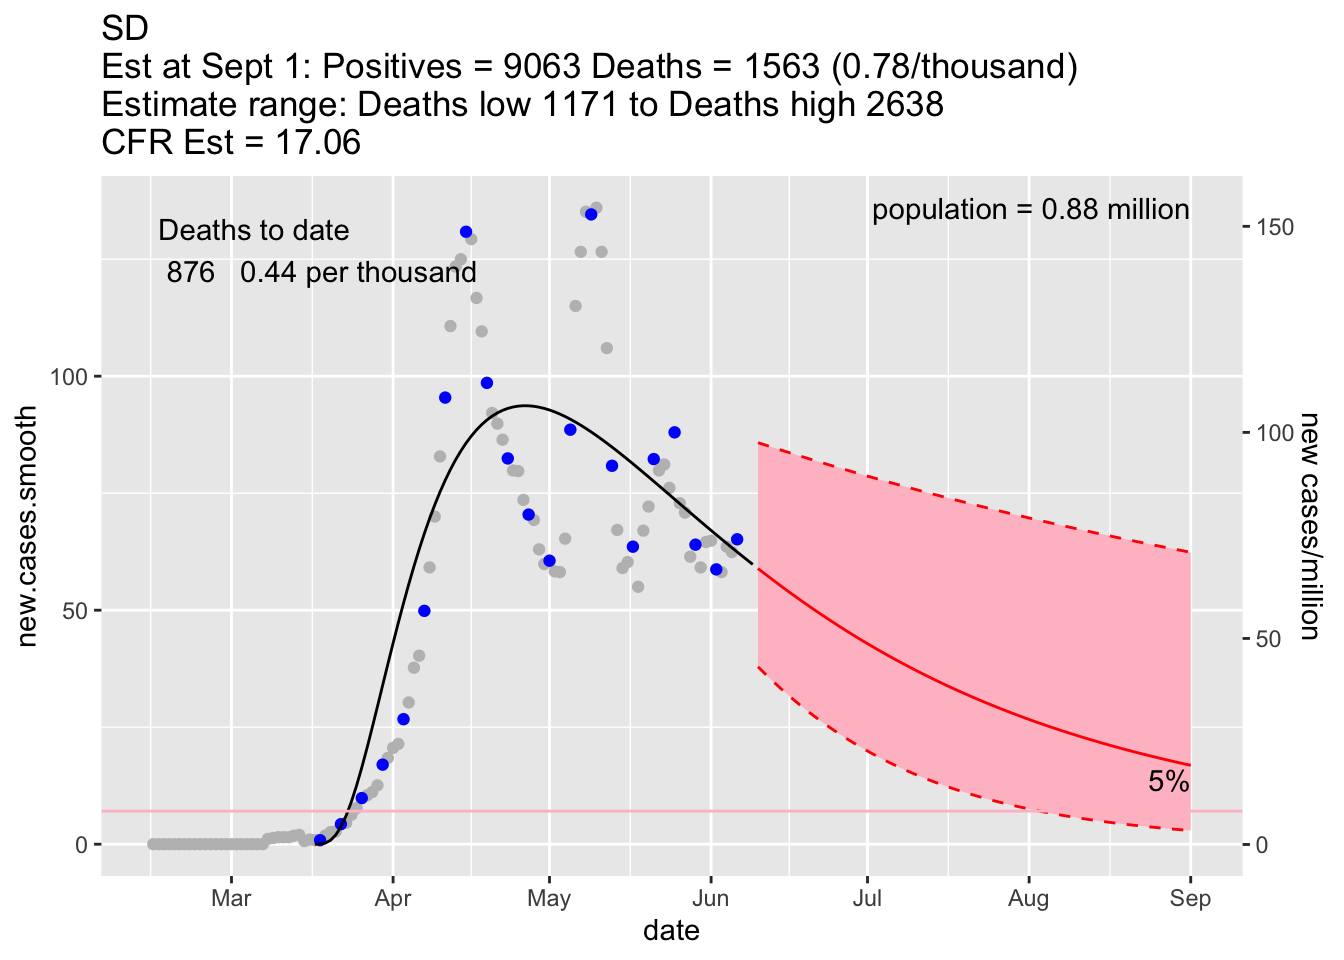 SD
Est at Sept 1: Positives = 9063 Deaths = 1563 (0.78/thousand)
Estimate range: Deaths low 1171 to Deaths high 2638
CFR Est = 17.06
Deaths to date
876 0.44 per thousand
population = 0.88 million
new.cases.smooth
100
50
0
150
100
50
0
new cases/million
5%
Mar
Apr
May
Jun
Jul
Aug
Sep
date